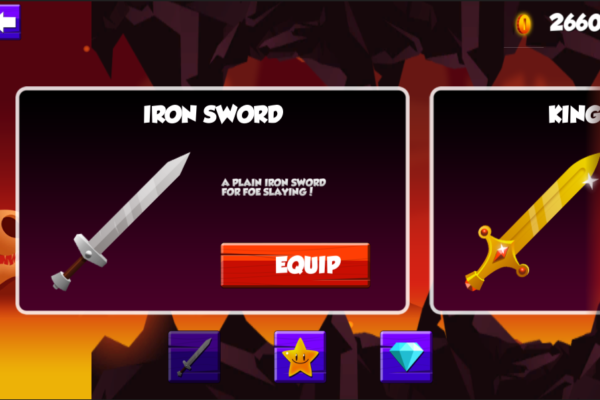 2660
IRON SWORD
KING
A PLAIN IRON SWORD
FOR FOE SLAYING!
EQUIP